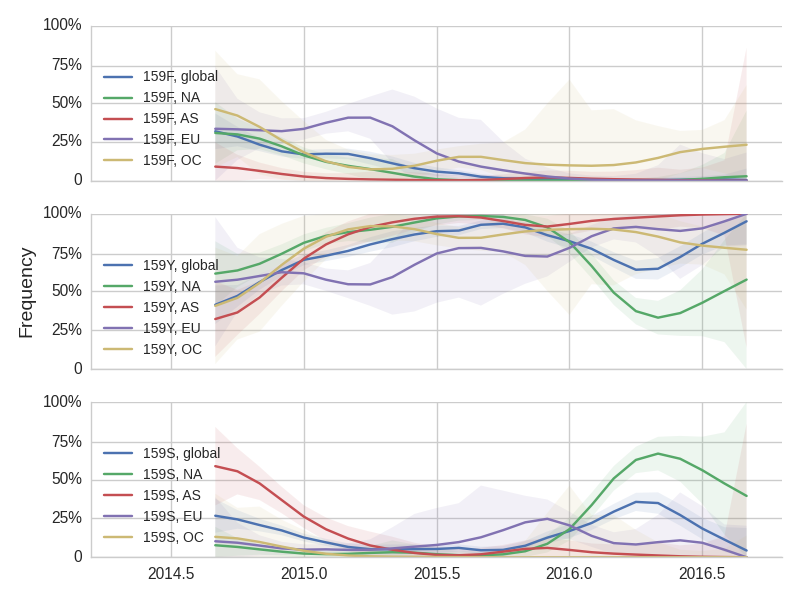 100%
75%
50%
25%
0
159F, global
159F, NA
159F, AS
159F, EU
159F, OC
Frequency
100%
75%
50%
25%
0
159Y, global
159Y, NA
159Y, AS
159Y, EU
159Y, OC
100%
75%
50%
25%
0
159S, global
159S, NA
159S, AS
159S, EU
159S, OC
2014.5 2015.0 2015.5 2016.0 2016.5